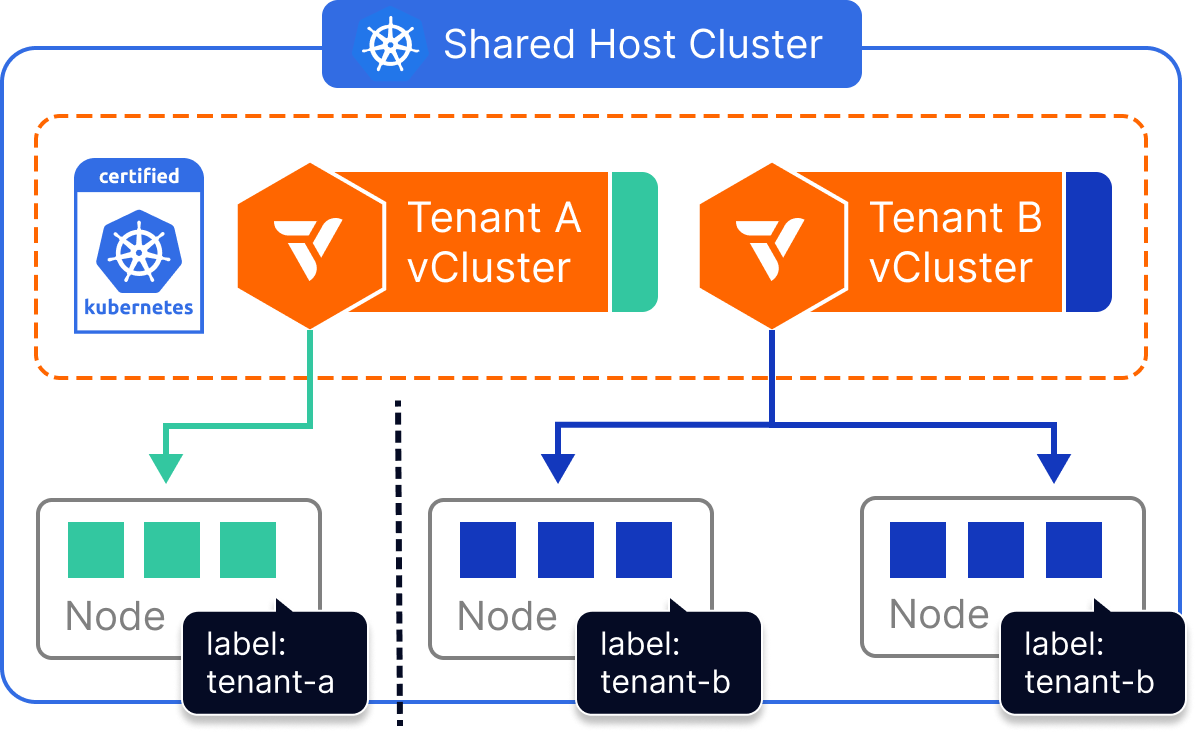 Shared Host Cluster
certified
kubernetes
Tenant A
vCluster
Tenant B
vCluster
Node
label:
tenant-a
Node
label:
tenant-b
Node
label:
tenant-b